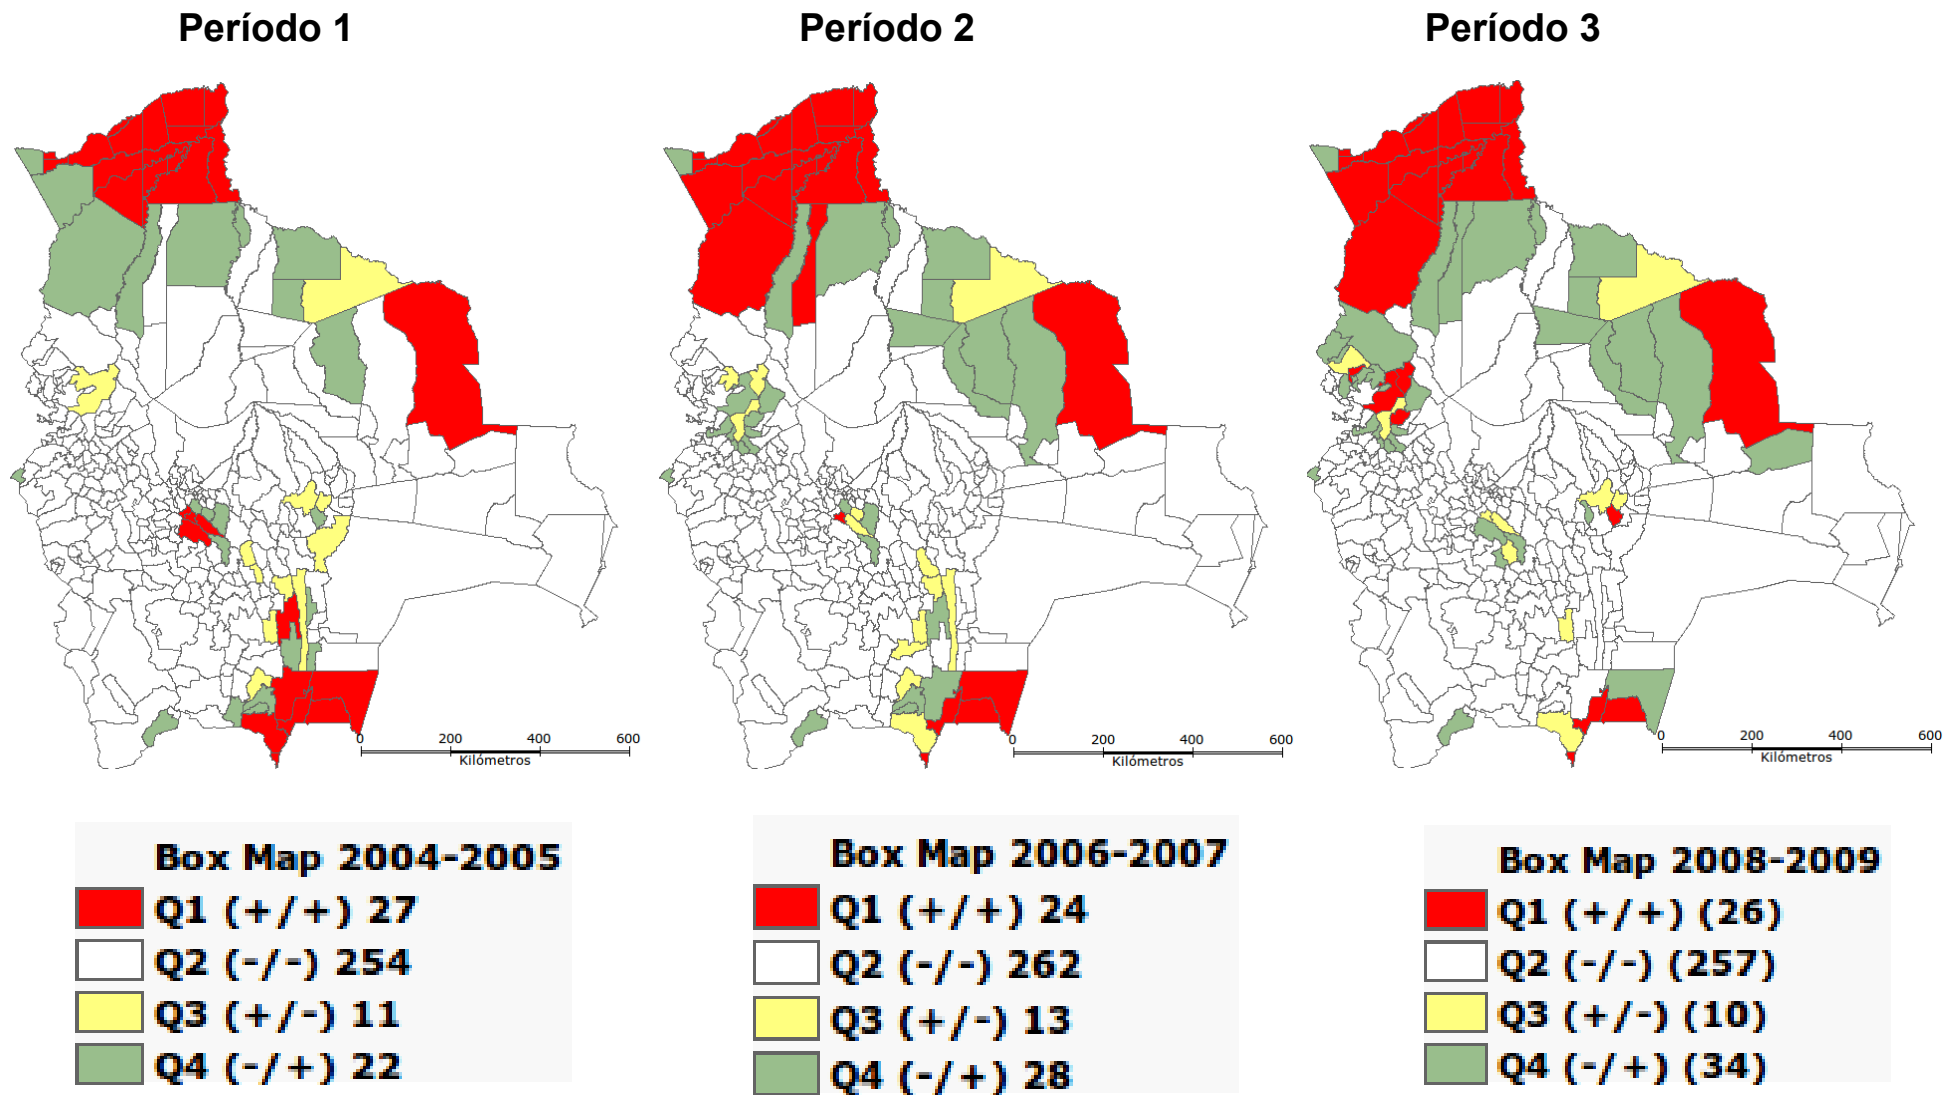 Período 1
Período 2
Período 3
0 200 400 600
Kilómetros
0 200 400 600
Kilómetros
0 200 400 600
Kilómetros
Box Map 2004-2005
Q1 (+/+) 27
Q2 (-/-) 254
Q3 (+/-) 11
Q4 (-/+) 22
Box Map 2006-2007
Q1 (+/+) 24
Q2 (-/-) 262
Q3 (+/-) 13
Q4 (-/+) 28
Box Map 2008-2009
Q1 (+/+) (26)
Q2 (-/-) (257)
Q3 (+/-) (10)
Q4 (-/+) (34)